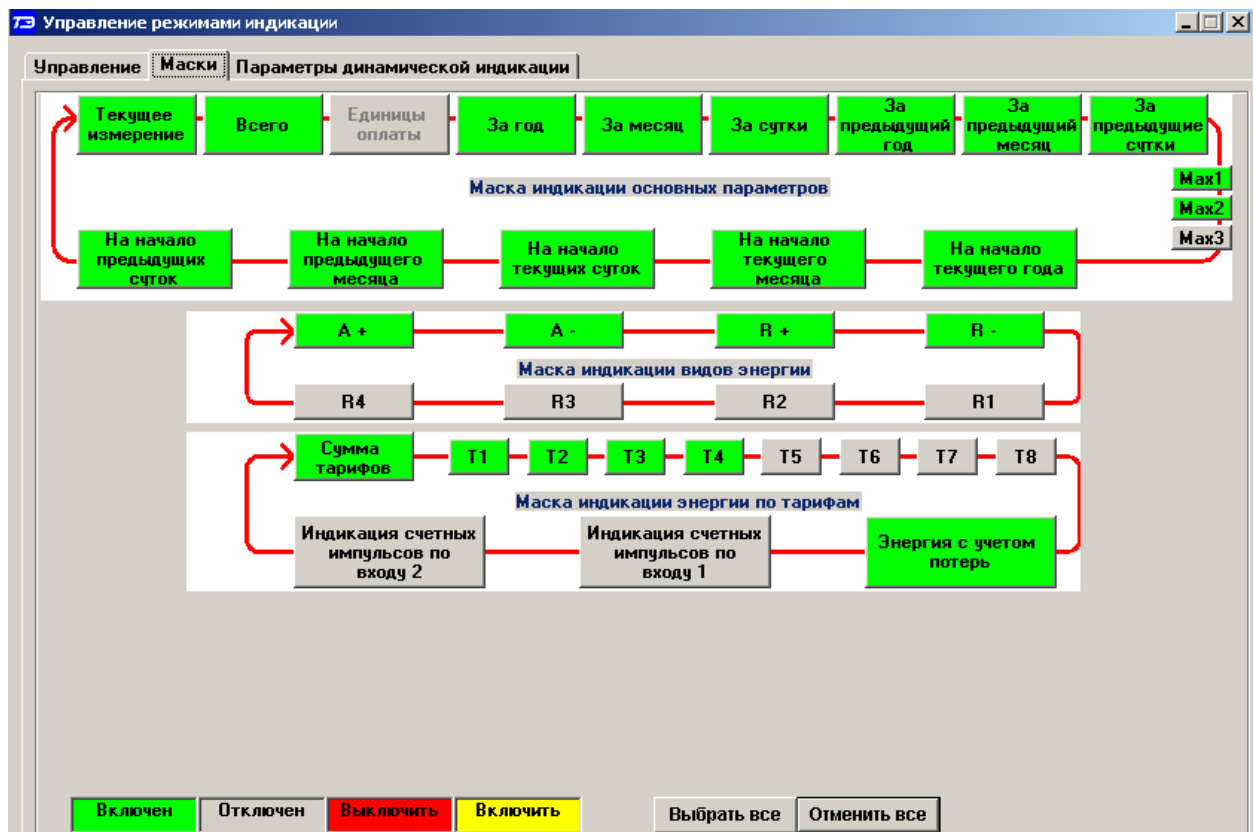 ТЭ Управление режимами индикации
Управление Маски Параметры динамической индикации
Текущее измерение
Всего
Единицы оплаты
За год
За месяц
За сутки
За предыдущий год
За предыдущий месяц
За предыдущие сутки
Маска индикации основных параметров
Max1
Max2
Max3
На начало предыдущих суток
На начало предыдущего месяца
На начало текущих суток
На начало текущего месяца
На начало текущего года
A + A - R + R -
Маска индикации видов энергии
R4 R3 R2 R1
Сумма тарифов
T1 T2 T3 T4 T5 T6 T7 T8
Маска индикации энергии по тарифам
Индикация счетных импульсов по входу 2
Индикация счетных импульсов по входу 1
Энергия с учетом потерь
Включен Отключен Выключить Включить Выбрать все Отменить все